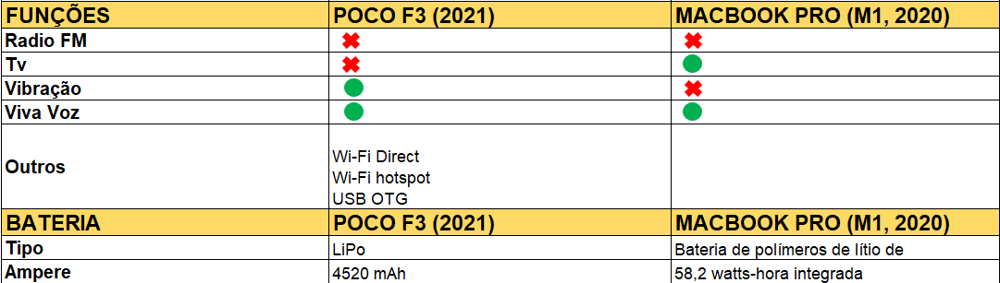 FUNÇÕES POCO F3 (2021) MACBOOK PRO (M1, 2020)
Radio FM
Tv
Vibração
Viva Voz
Outros
Wi-Fi Direct
Wi-Fi hotspot
USB OTG
BATERIA POCO F3 (2021) MACBOOK PRO (M1, 2020)
Tipo LiPo Bateria de polímeros de lítio de
Ampere 4520 mAh 58,2 watts-hora integrada